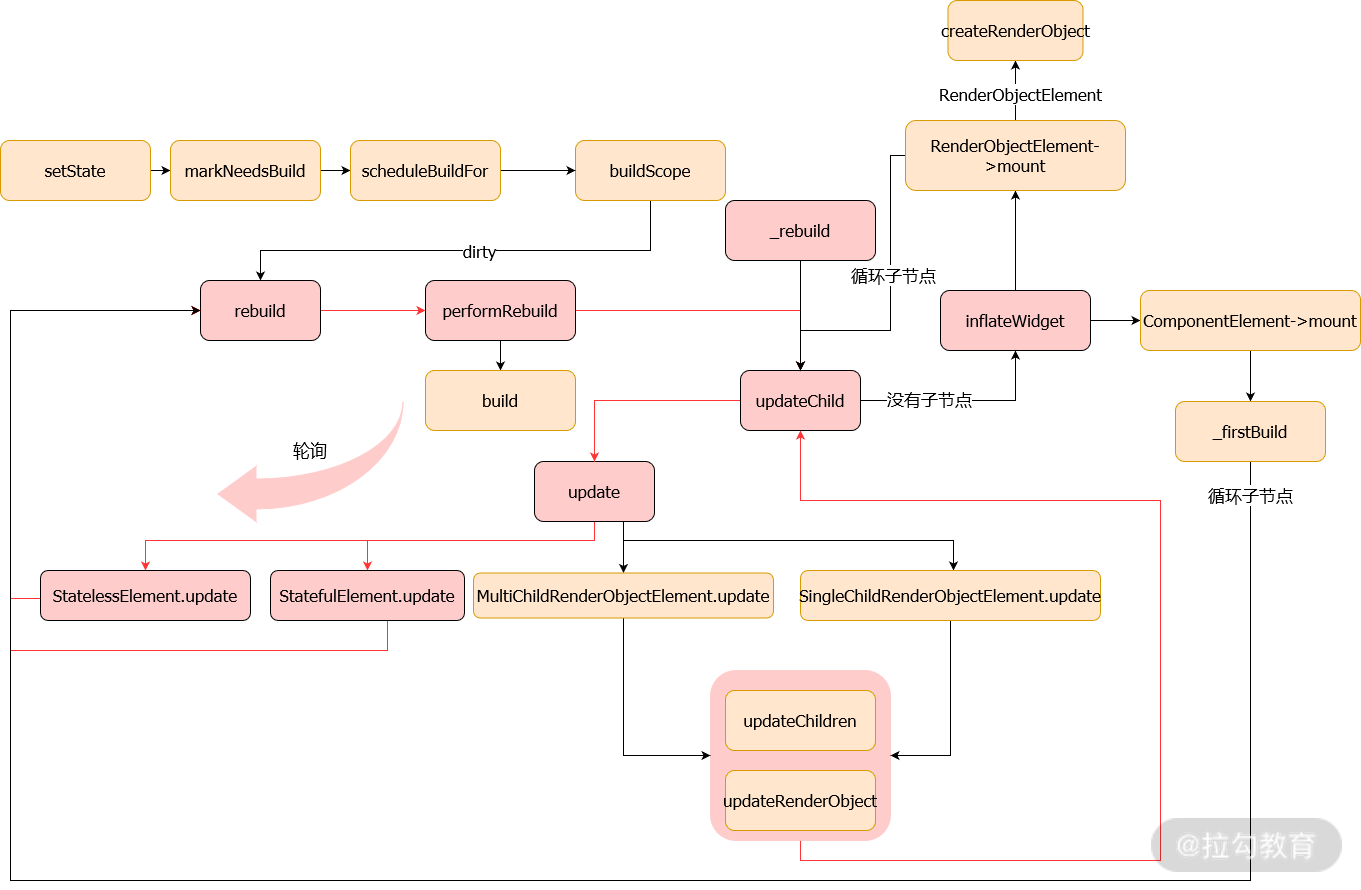 createRenderObject
RenderObjectElement
RenderObjectElement-
>mount
setState
markNeedsBuild
scheduleBuildFor
buildScope
_rebuild
dirty
循环子节点
rebuild
performRebuild
inflateWidget
ComponentElement->mount
build
updateChild
没有子节点
_firstBuild
轮询
update
循环子节点
StatelessElement.update
StatefulElement.update
MultiChildRenderObjectElement.update
SingleChildRenderObjectElement.update
updateChildren
updateRenderObject
@拉勾教育